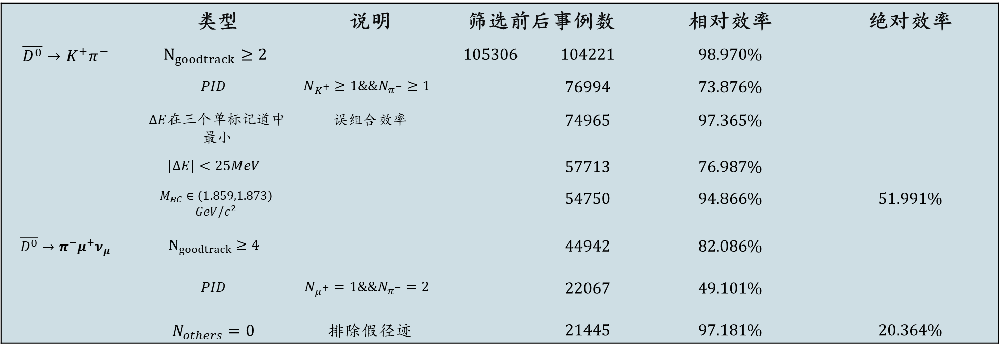 类型 说明 筛选前后事例数 相对效率 绝对效率
$\overline{D^0} \to K^+\pi^-$ $N_{goodtrack} \geq 2$ 105306 104221 98.970%
PID $N_{K^+} \geq 1 \&\& N_{\pi^-} \geq 1$ 76994 73.876%
ΔE在三个单标记道中 误组合效率 74965 97.365%
最小
|ΔE| < 25MeV 57713 76.987%
$M_{BC} \in (1.859,1.873)$ 54750 94.866% 51.991%
$GeV/c^2$
$\overline{D^0} \to \pi^-\mu^+\nu_\mu$ $N_{goodtrack} \geq 4$ 44942 82.086%
PID $N_{\mu^+} = 1 \&\& N_{\pi^-} = 2$ 22067 49.101%
$N_{others} = 0$ 排除假径迹 21445 97.181% 20.364%